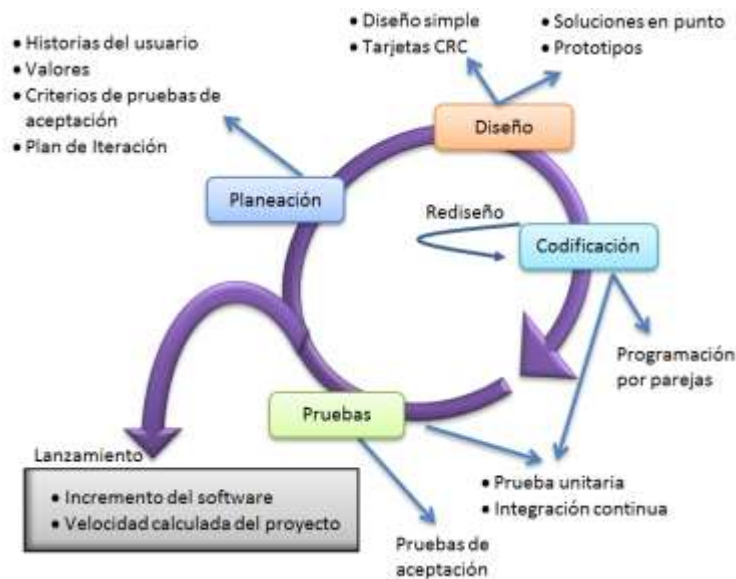 • Historias del usuario
• Valores
• Criterios de pruebas de
aceptación
• Plan de Iteración
• Diseño simple
• Tarjetas CRC
• Soluciones en punto
• Prototipos
Diseño
Planeación
Rediseño
Codificación
Programación
por parejas
Pruebas
Lanzamiento
• Incremento del software
• Velocidad calculada del proyecto
• Prueba unitaria
• Integración continua
Pruebas de
aceptación